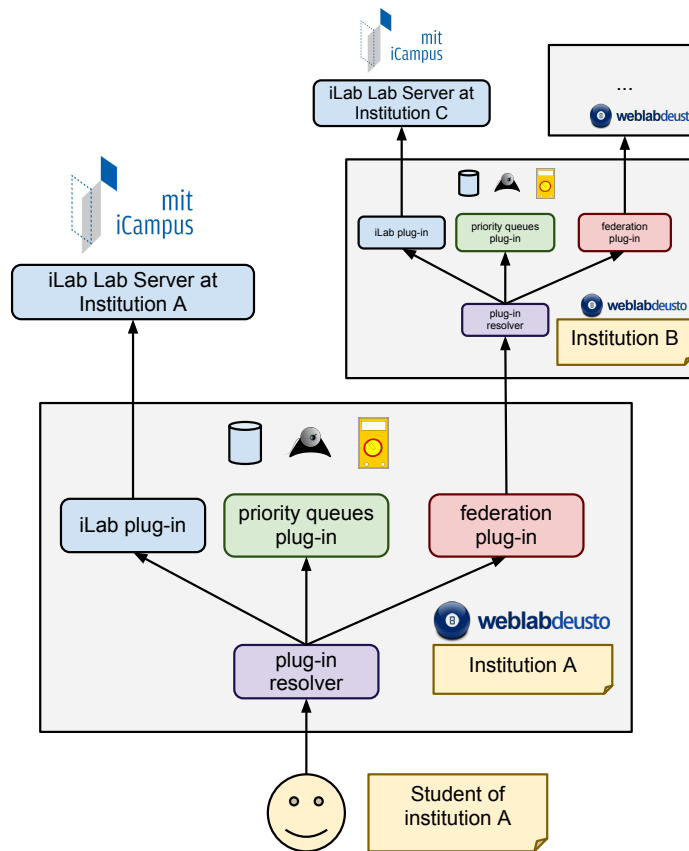 mit
iCampus
iLab Lab Server at
Institution C
...
weblabdeusto
iLab plug-in
priority queues
plug-in
federation
plug-in
plug-in
resolver
weblabdeusto
Institution B
mit
iCampus
iLab Lab Server at
Institution A
iLab plug-in
priority queues
plug-in
federation
plug-in
plug-in
resolver
weblabdeusto
Institution A
Student of
institution A